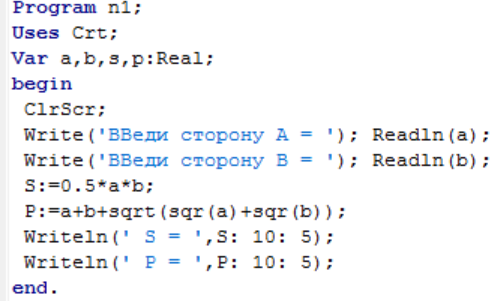 Program n1;
Uses Crt;
Var a,b,s,p:Real;
begin
ClrScr;
Write('ВВеди сторону A = '); Readln(a);
Write('ВВеди сторону B = '); Readln(b);
S:=0.5*a*b;
P:=a+b+sqrt(sqr(a)+sqr(b));
Writeln(' S = ',S: 10: 5);
Writeln(' P = ',P: 10: 5);
end.